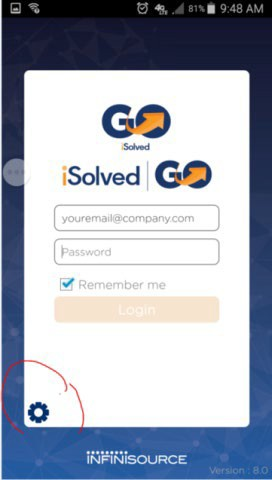 81% 9:48 AM
GO
iSolved
iSolved | GO
youremail@company.com
Password
Remember me
Login
INFINISOURCE
Version : 8.0